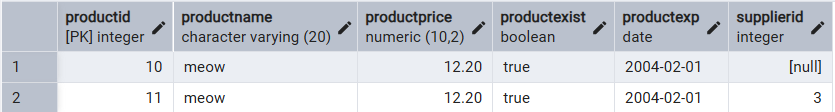 productid productname productprice productexist productexp supplierid
[PK] integer character varying (20) numeric (10,2) boolean date integer
1 10 meow 12.20 true 2004-02-01 [null]
2 11 meow 12.20 true 2004-02-01 3